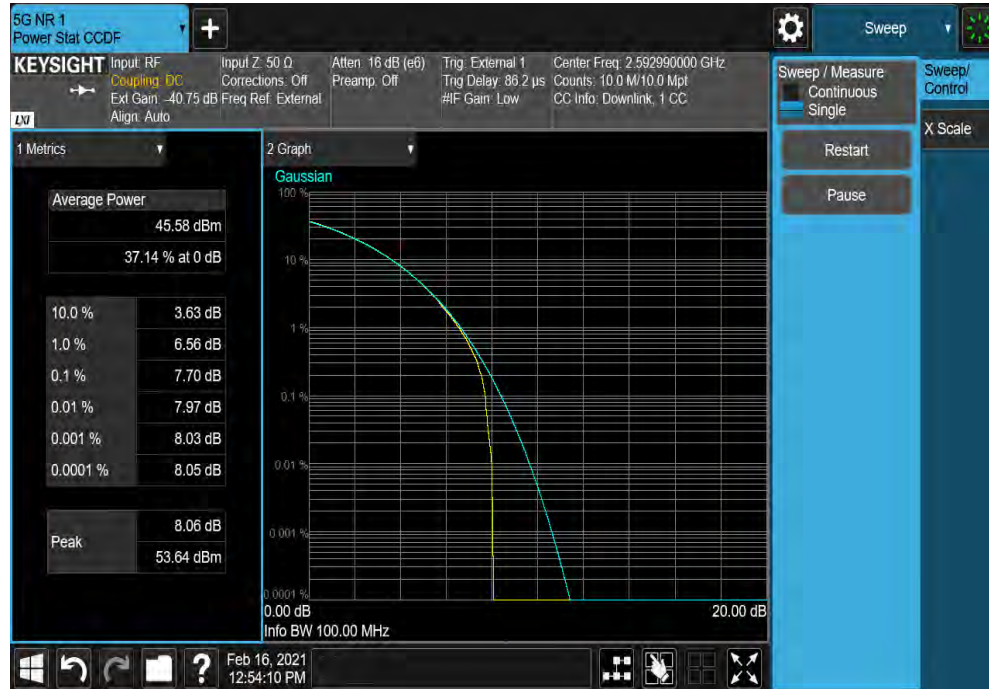 5G NR 1
Power Stat CCDF
+
Sweep
KEYSIGHT
LXI
Input: RF
Coupling: DC
Ext Gain: -40.75 dB
Align: Auto
Input Z: 50 Ω
Corrections: Off
Freq Ref: External
Atten: 16 dB (e6)
Preamp: Off
Trig: External 1
Trig Delay: 86.2 µs
#IF Gain: Low
Center Freq: 2.592990000 GHz
Counts: 10.0 M/10.0 Mpt
CC Info: Downlink, 1 CC
Sweep / Measure
Continuous
Single
Restart
Pause
Sweep/
Control
X Scale
1 Metrics
Average Power
45.58 dBm
37.14 % at 0 dB
10.0 % 3.63 dB
1.0 % 6.56 dB
0.1 % 7.70 dB
0.01 % 7.97 dB
0.001 % 8.03 dB
0.0001 % 8.05 dB
Peak
8.06 dB
53.64 dBm
2 Graph
Gaussian
100 %
10 %
1 %
0.1 %
0.01 %
0.001 %
0.0001 %
0.00 dB 20.00 dB
Info BW 100.00 MHz
?
Feb 16, 2021
12:54:10 PM